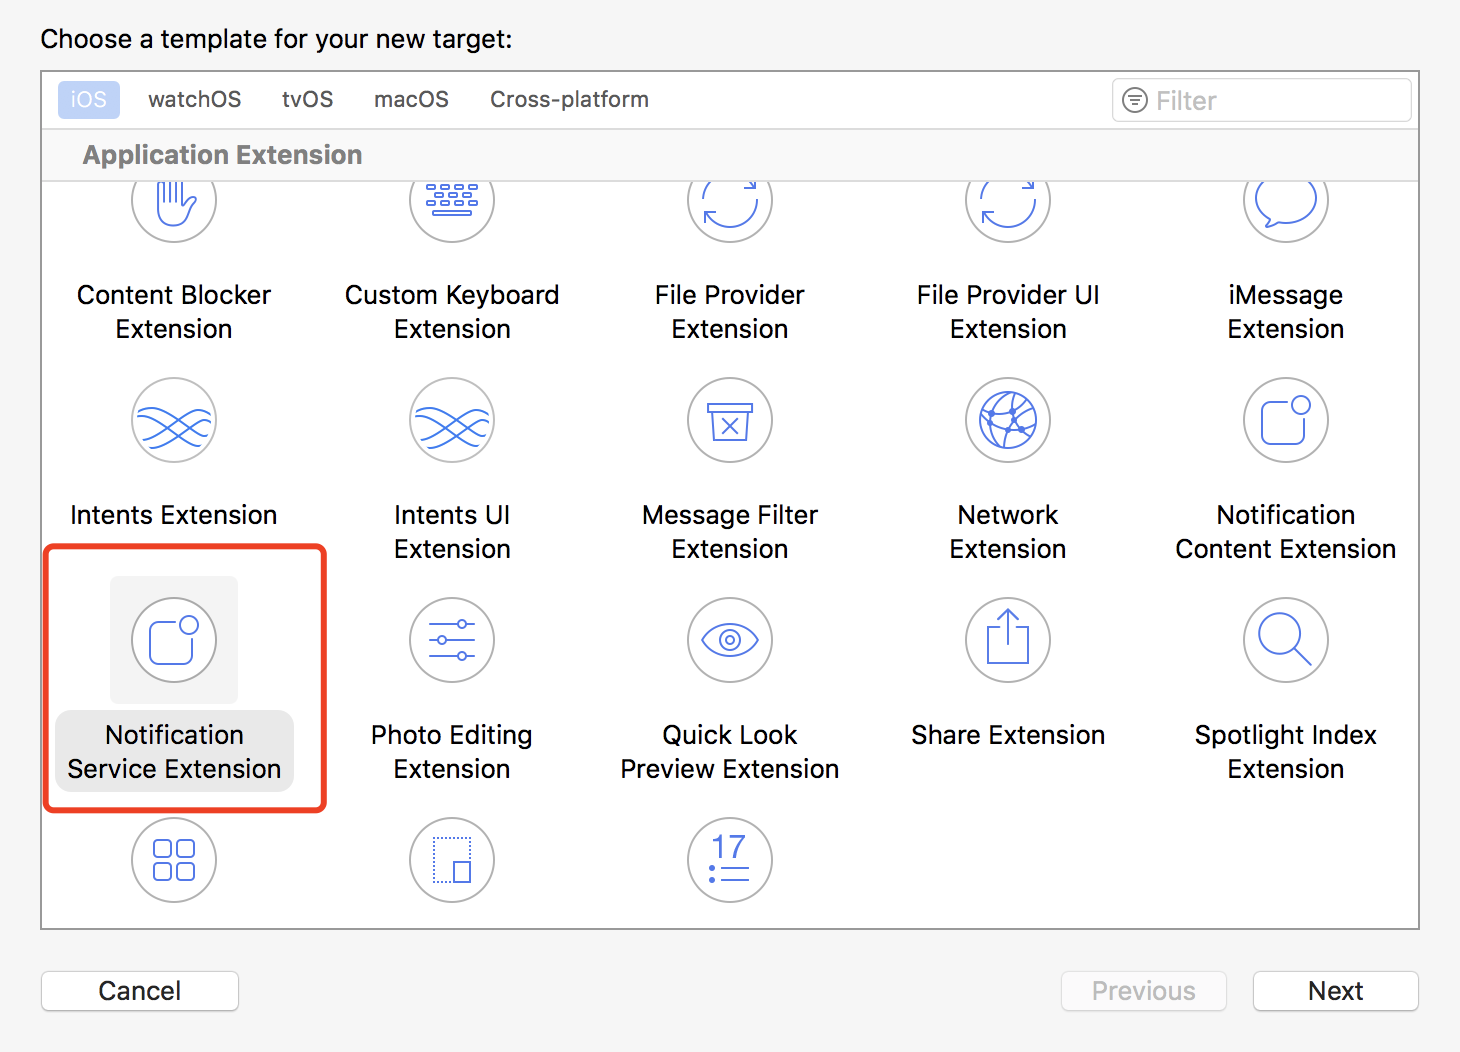 Choose a template for your new target:
iOS watchOS tvOS macOS Cross-platform Filter
Application Extension
Content Blocker Custom Keyboard File Provider File Provider UI iMessage
Extension Extension Extension Extension Extension
Intents Extension Intents UI Message Filter Network Notification
Extension Extension Extension Content Extension
Notification Photo Editing Quick Look Share Extension Spotlight Index
Service Extension Extension Preview Extension Extension
17
Cancel Previous Next